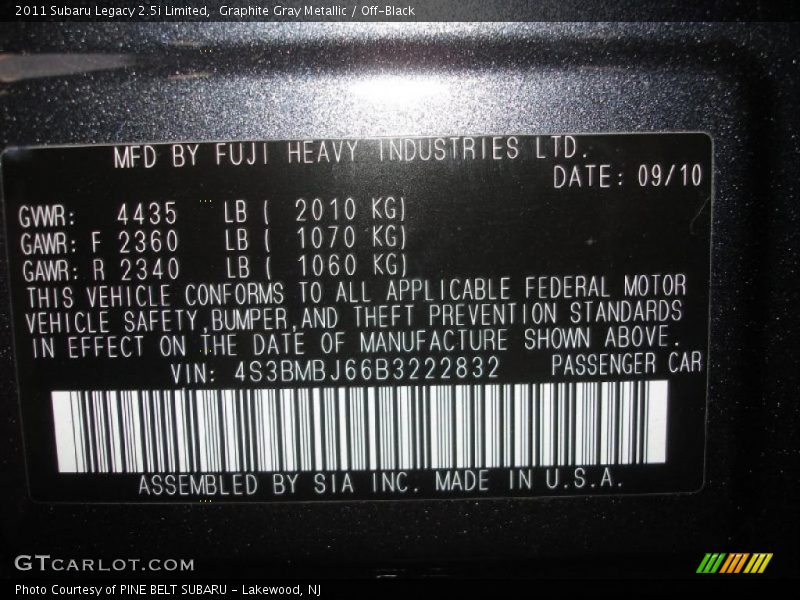 2011 Subaru Legacy 2.5i Limited,  Graphite Gray Metallic / Off-Black
MFD BY FUJI HEAVY INDUSTRIES LTD.
DATE: 09/10
GVWR: 4435 LB ( 2010 KG)
GAWR: F 2360 LB ( 1070 KG)
GAWR: R 2340 LB ( 1060 KG)
THIS VEHICLE CONFORMS TO ALL APPLICABLE FEDERAL MOTOR
VEHICLE SAFETY,BUMPER,AND THEFT PREVENTION STANDARDS
IN EFFECT ON THE DATE OF MANUFACTURE SHOWN ABOVE.
VIN: 4S3BMBJ66B3222832 PASSENGER CAR
ASSEMBLED BY SIA INC. MADE IN U.S.A.
GTCARLOT.COM
Photo Courtesy of PINE BELT SUBARU - Lakewood, NJ